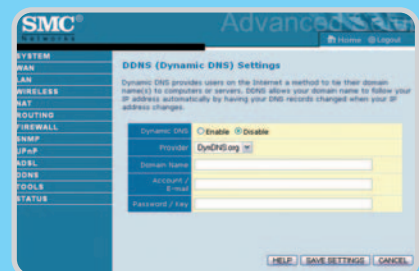 SMC®
Networks
Advanced Setup
Home Logout
SYSTEM
WAN
LAN
WIRELESS
NAT
ROUTING
FIREWALL
SNMP
UPnP
ADSL
DDNS
TOOLS
STATUS
DDNS (Dynamic DNS) Settings
Dynamic DNS provides users on the Internet a method to tie their domain
name(s) to computers or servers. DDNS allows your domain name to follow your
IP address automatically by having your DNS records changed when your IP
address changes.
Dynamic DNS Enable Disable
Provider DynDNS.org
Domain Name
Account /
E-mail
Password / Key
HELP SAVE SETTINGS CANCEL